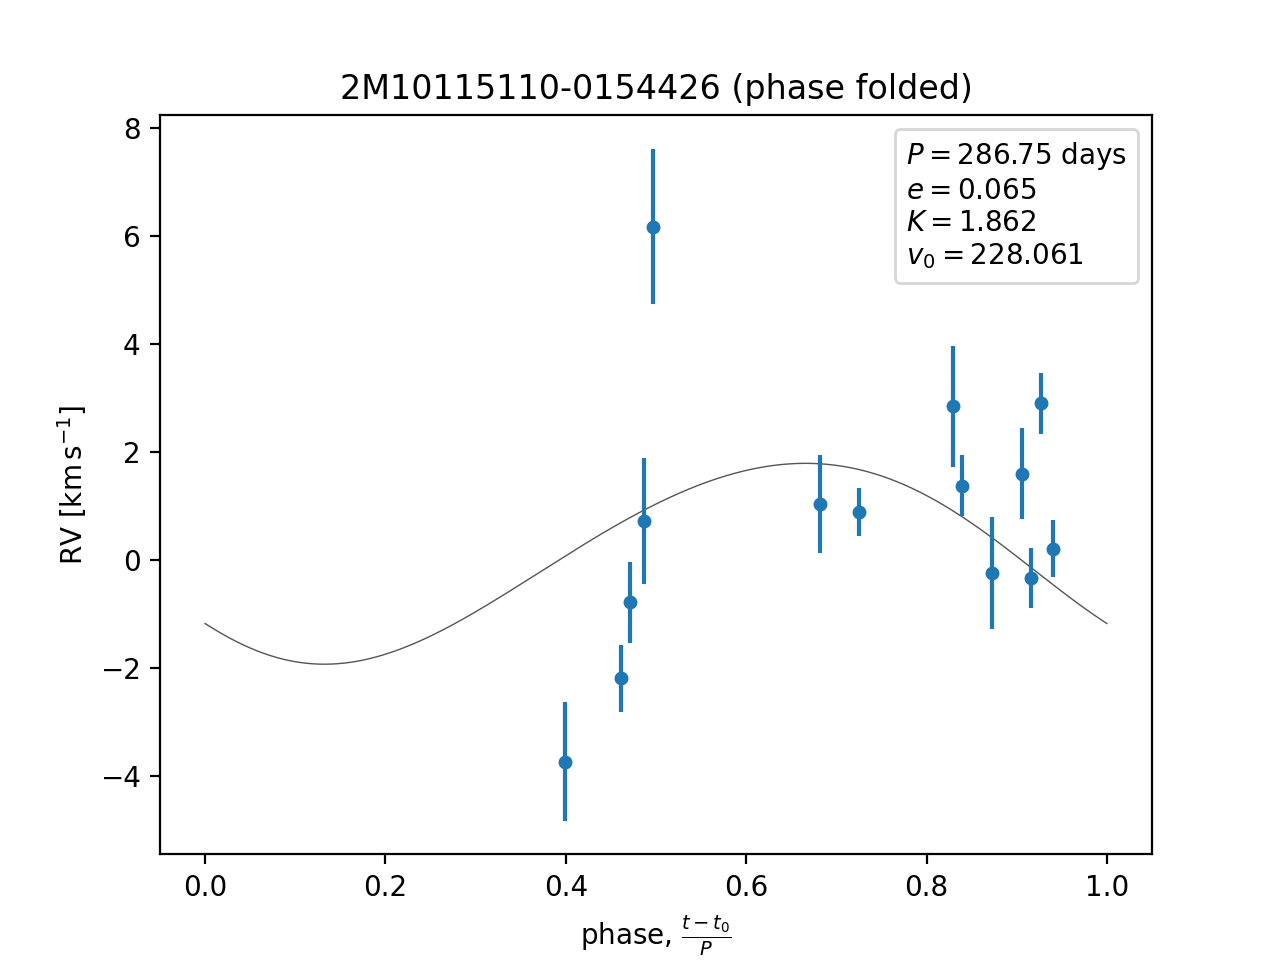 2M10115110-0154426 (phase folded)
P = 286.75 days
e = 0.065
K = 1.862
v₀ = 228.061
8
6
4
2
0
−2
−4
RV [km s⁻¹]
0.0 0.2 0.4 0.6 0.8 1.0
phase, (t − t₀)/P